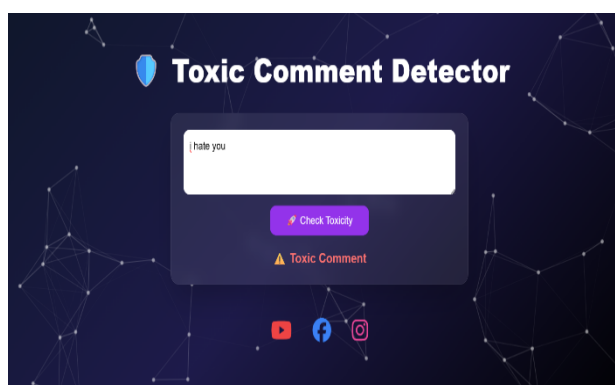 Toxic Comment Detector
i hate you
Check Toxicity
Toxic Comment